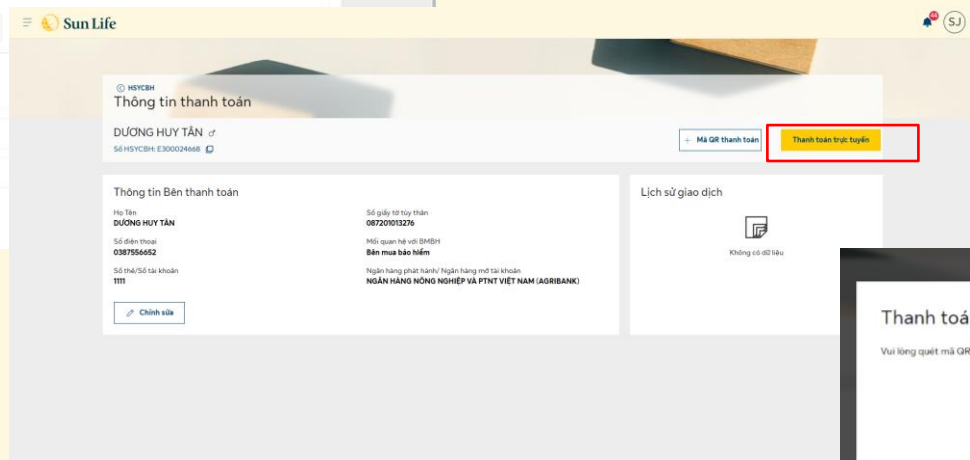 Sun Life
44
SJ
HSYCBH
Thông tin thanh toán
DƯƠNG HUY TÂN
Số HSYCBH: E300024668
+ Mã QR thanh toán
Thanh toán trực tuyến
Thông tin Bên thanh toán
Họ Tên
DƯƠNG HUY TÂN
Số giấy tờ tùy thân
087201013276
Số điện thoại
0387556652
Mối quan hệ với BMBH
Bên mua bảo hiểm
Số thẻ/Số tài khoản
1111
Ngân hàng phát hành/ Ngân hàng mở tài khoản
NGÂN HÀNG NÔNG NGHIỆP VÀ PTNT VIỆT NAM (AGRIBANK)
Chỉnh sửa
Lịch sử giao dịch
Không có dữ liệu
Thanh toá
Vui lòng quét mã QR